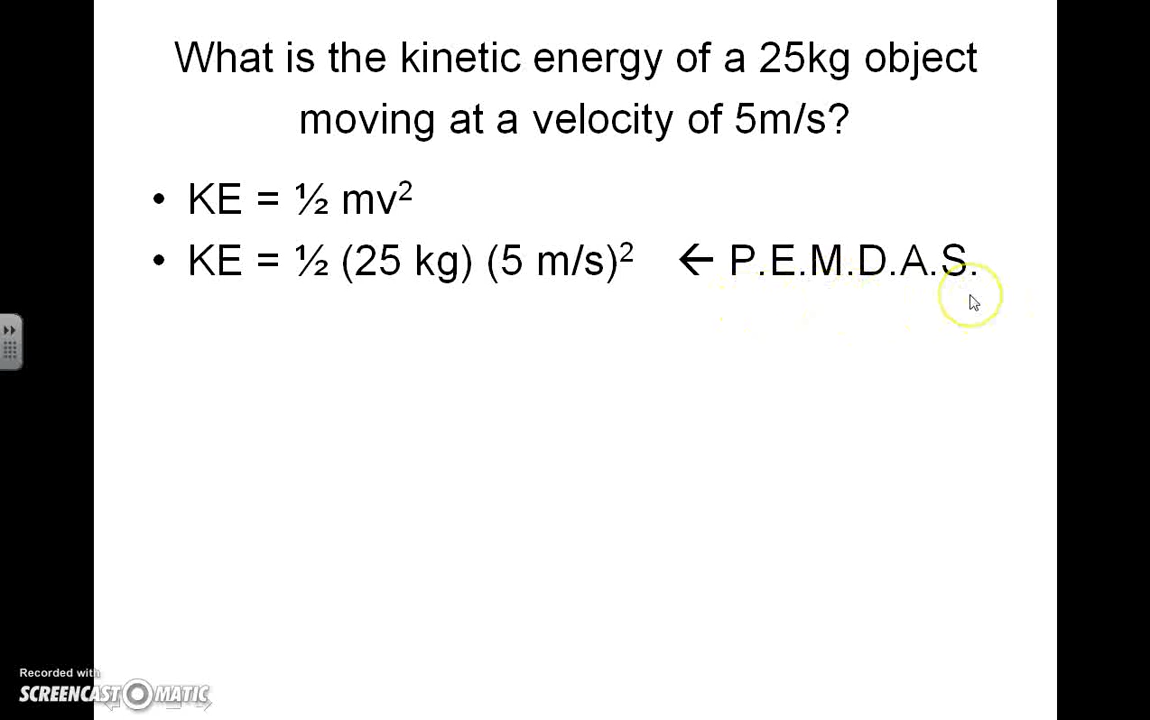 What is the kinetic energy of a 25kg object
moving at a velocity of 5m/s?
• KE = ½ mv²
• KE = ½ (25 kg) (5 m/s)² ← P.E.M.D.A.S.
Recorded with
SCREENCAST-O-MATIC